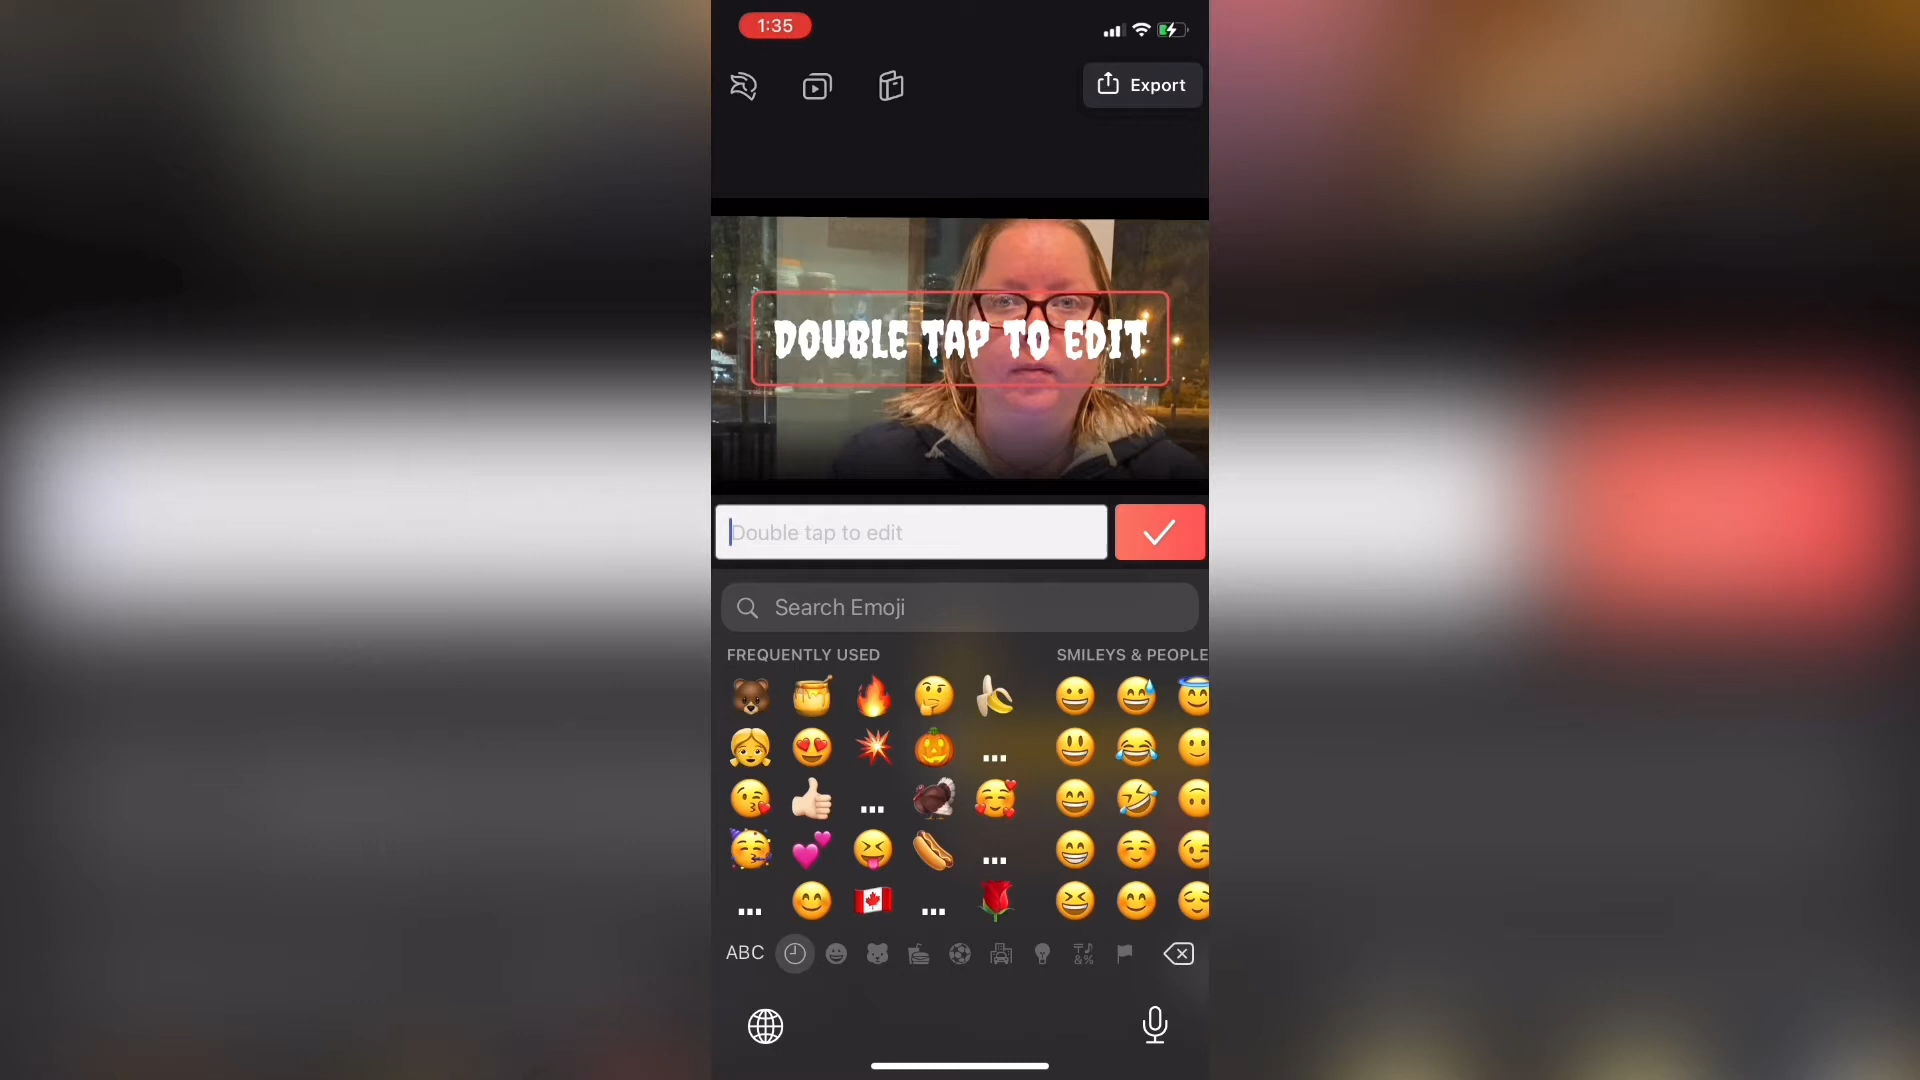 1:35
Export
DOUBLE TAP TO EDIT
Double tap to edit
Search Emoji
FREQUENTLY USED
SMILEYS & PEOPLE
ABC